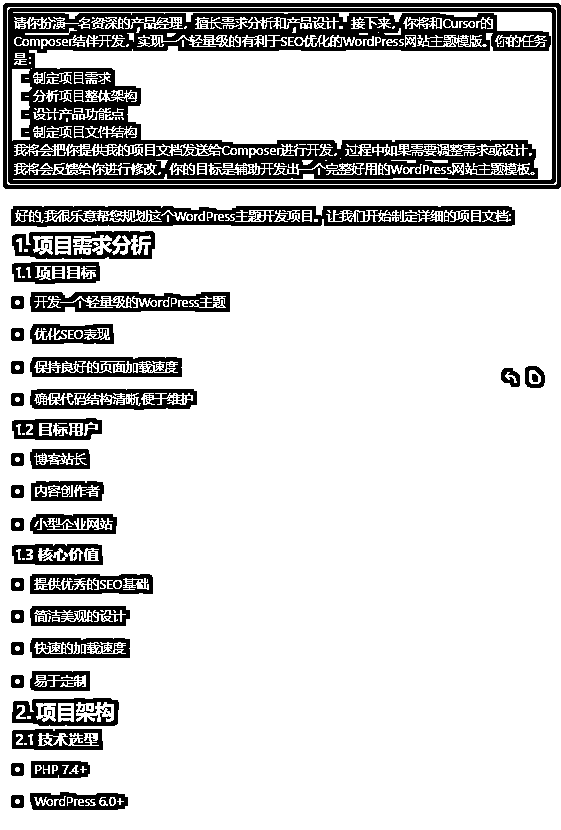 请你扮演一名资深的产品经理，擅长需求分析和产品设计。接下来，你将和Cursor的
Composer结伴开发，实现一个轻量级的有利于SEO优化的WordPress网站主题模版。你的任务
是：
- 制定项目需求
- 分析项目整体架构
- 设计产品功能点
- 制定项目文件结构
我将会把你提供我的项目文档发送给Composer进行开发，过程中如果需要调整需求或设计，
我将会反馈给你进行修改，你的目标是辅助开发出一个完整好用的WordPress网站主题模板。
好的,我很乐意帮您规划这个WordPress主题开发项目。让我们开始制定详细的项目文档:
1. 项目需求分析
1.1 项目目标
• 开发一个轻量级的WordPress主题
• 优化SEO表现
• 保持良好的页面加载速度
• 确保代码结构清晰,便于维护
1.2 目标用户
• 博客站长
• 内容创作者
• 小型企业网站
1.3 核心价值
• 提供优秀的SEO基础
• 简洁美观的设计
• 快速的加载速度
• 易于定制
2. 项目架构
2.1 技术选型
• PHP 7.4+
• WordPress 6.0+